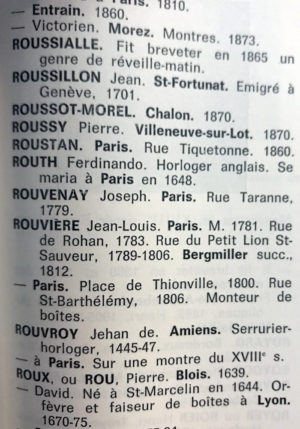 à Paris. 1810.
— Entrain. 1860.
— Victorien. Morez. Montres. 1873.
ROUSSIALLE. Fit breveter en 1865 un
genre de réveille-matin.
ROUSSILLON Jean. St-Fortunat. Emigré à
Genève, 1701.
ROUSSOT-MOREL. Chalon. 1870.
ROUSSY Pierre. Villeneuve-sur-Lot. 1870.
ROUSTAN. Paris. Rue Tiquetonne. 1860.
ROUTH Ferdinando. Horloger anglais. Se
maria à Paris en 1648.
ROUVENAY Joseph. Paris. Rue Taranne,
1779.
ROUVIÈRE Jean-Louis. Paris. M. 1781. Rue
de Rohan, 1783. Rue du Petit Lion St-
Sauveur, 1789-1806. Bergmiller succ.,
1812.
— Paris. Place de Thionville, 1800. Rue
St-Barthélémy, 1806. Monteur de
boîtes.
ROUVROY Jehan de. Amiens. Serrurier-
horloger, 1445-47.
— à Paris. Sur une montre du XVIIIe s.
ROUX, ou ROU, Pierre. Blois. 1639.
— David. Né à St-Marcelin en 1644. Or-
fèvre et faiseur de boîtes à Lyon.
1670-75.